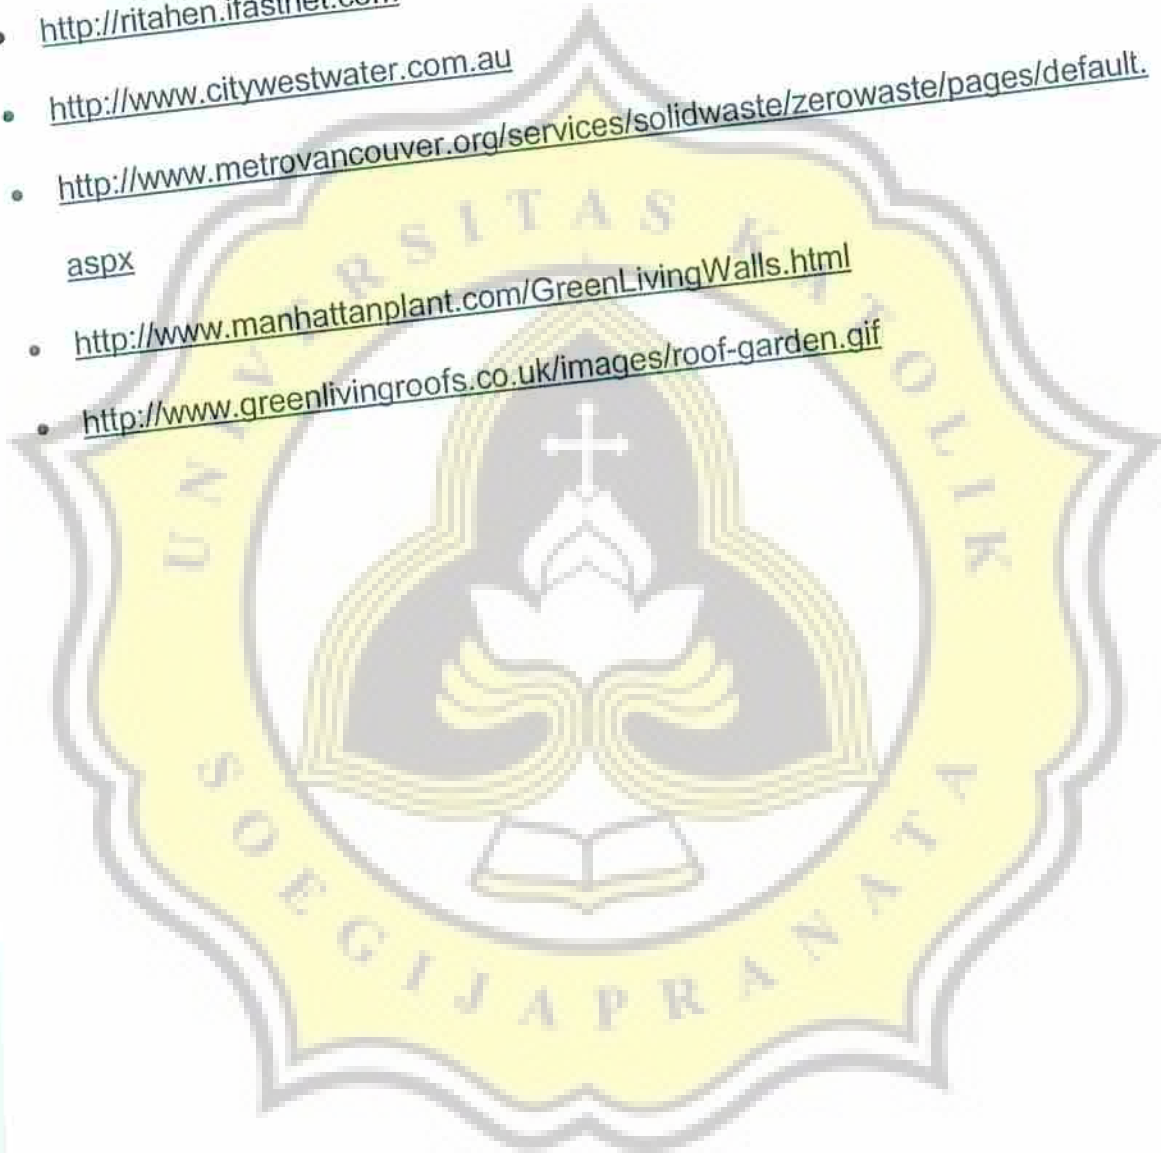 http://ritahen.ifastnet.com
http://www.citywestwater.com.au
http://www.metrovancouver.org/services/solidwaste/zerowaste/pages/default.
aspx
http://www.manhattanplant.com/GreenLivingWalls.html
http://www.greenlivingroofs.co.uk/images/roof-garden.gif
UNIVERSITAS KATOLIK
SOEGIJAPRANATA